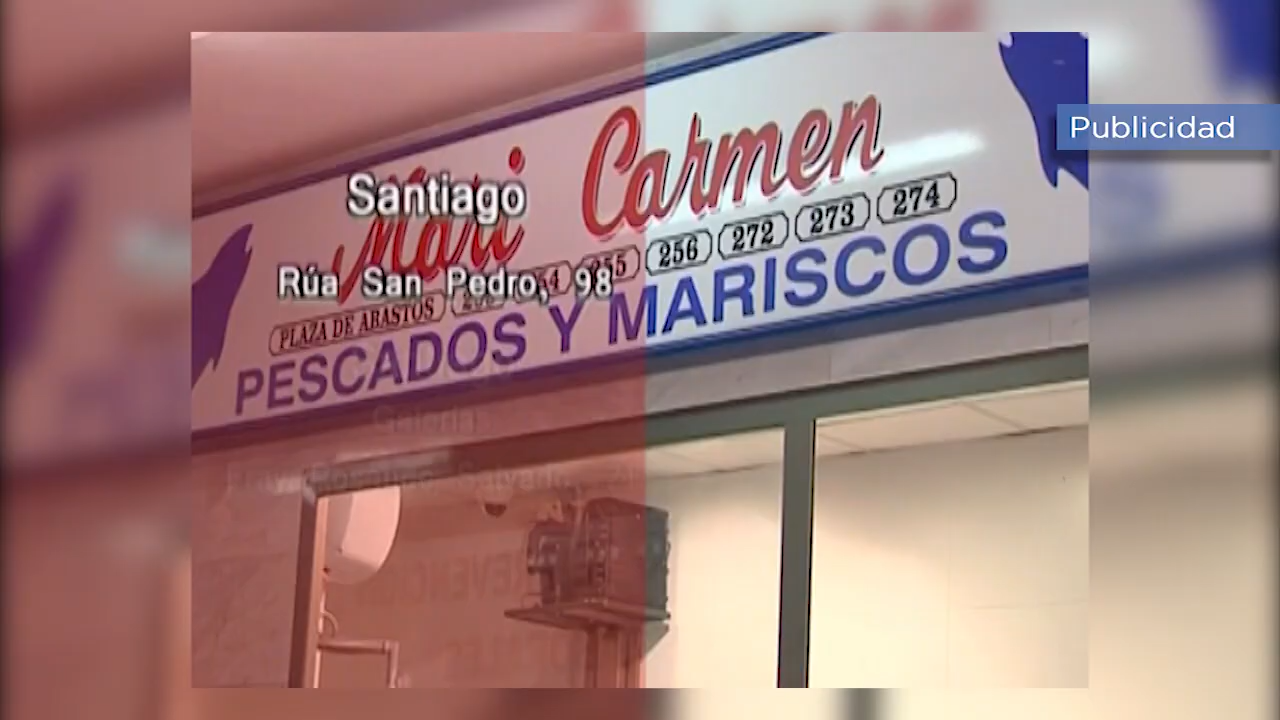 Publicidad
Mari Carmen
Santiago
Rúa San Pedro, 98
PLAZA DE ABASTOS 256 272 273 274
PESCADOS Y MARISCOS